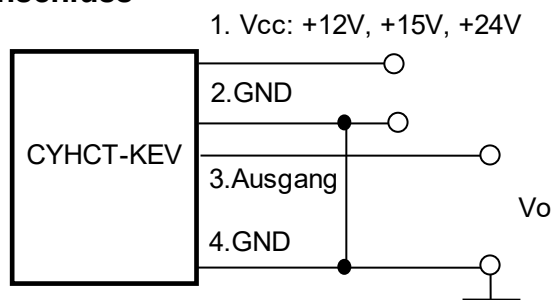 1. Vcc: +12V, +15V, +24V
2.GND
CYHCT-KEV
3.Ausgang
Vo
4.GND